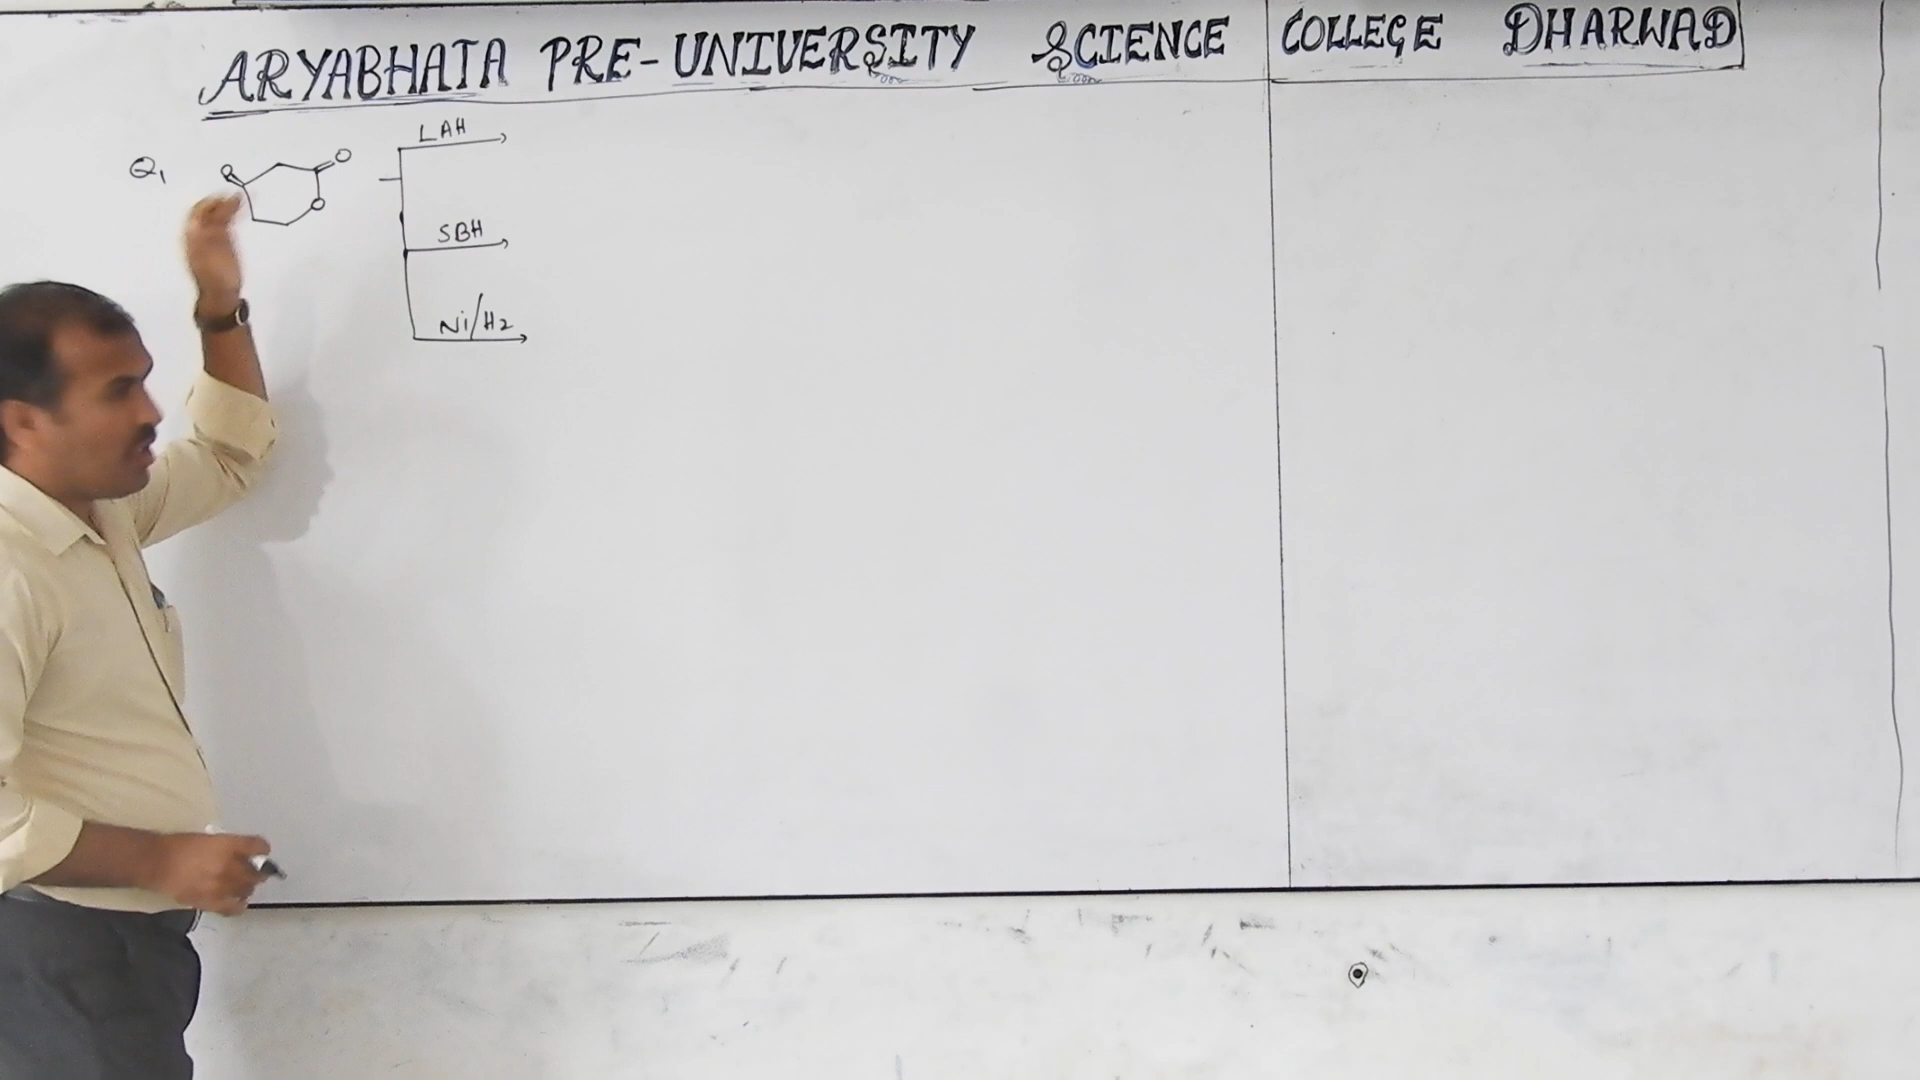 ARYABHATA PRE-UNIVERSITY SCIENCE COLLEGE DHARWAD
Q1
O
O
LAH
SBH
Ni/H2